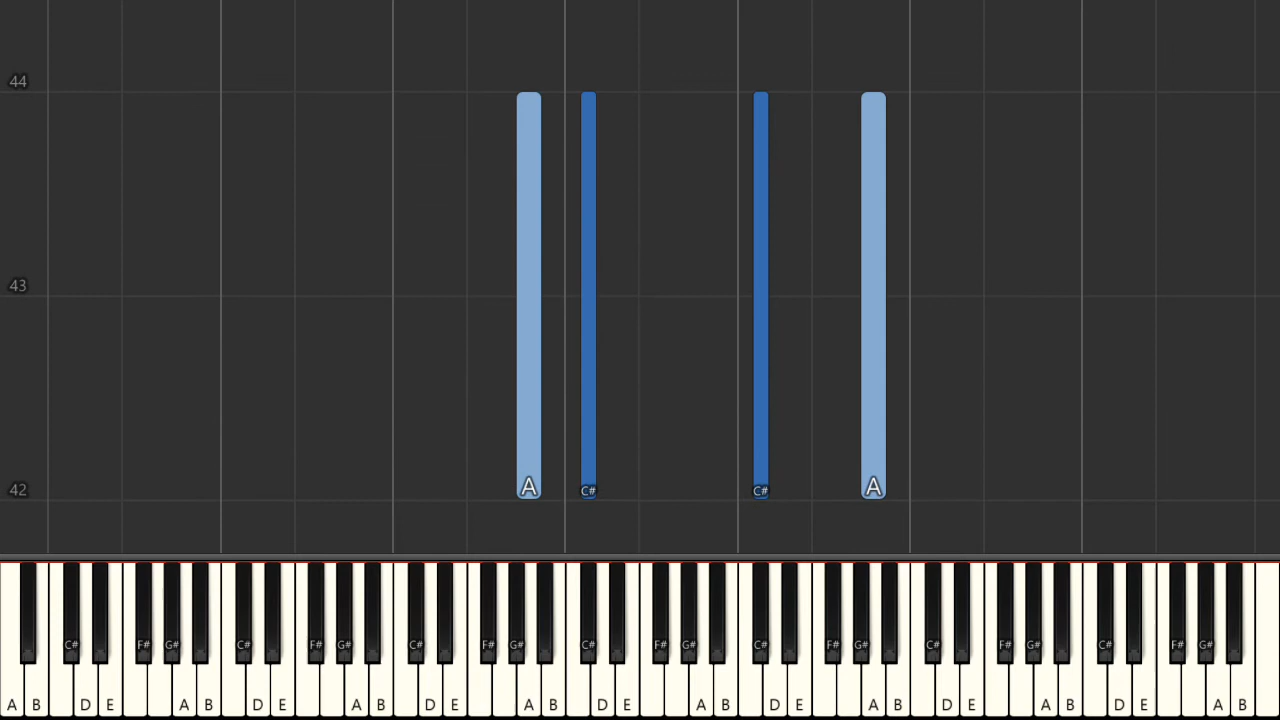 44
43
42
A C# C# A
C# F# G# C# F# G# C# F# G# C# F# G# C# F# G# C# F# G# C# F# G#
A B D E A B D E A B D E A B D E A B D E A B D E A B D E A B